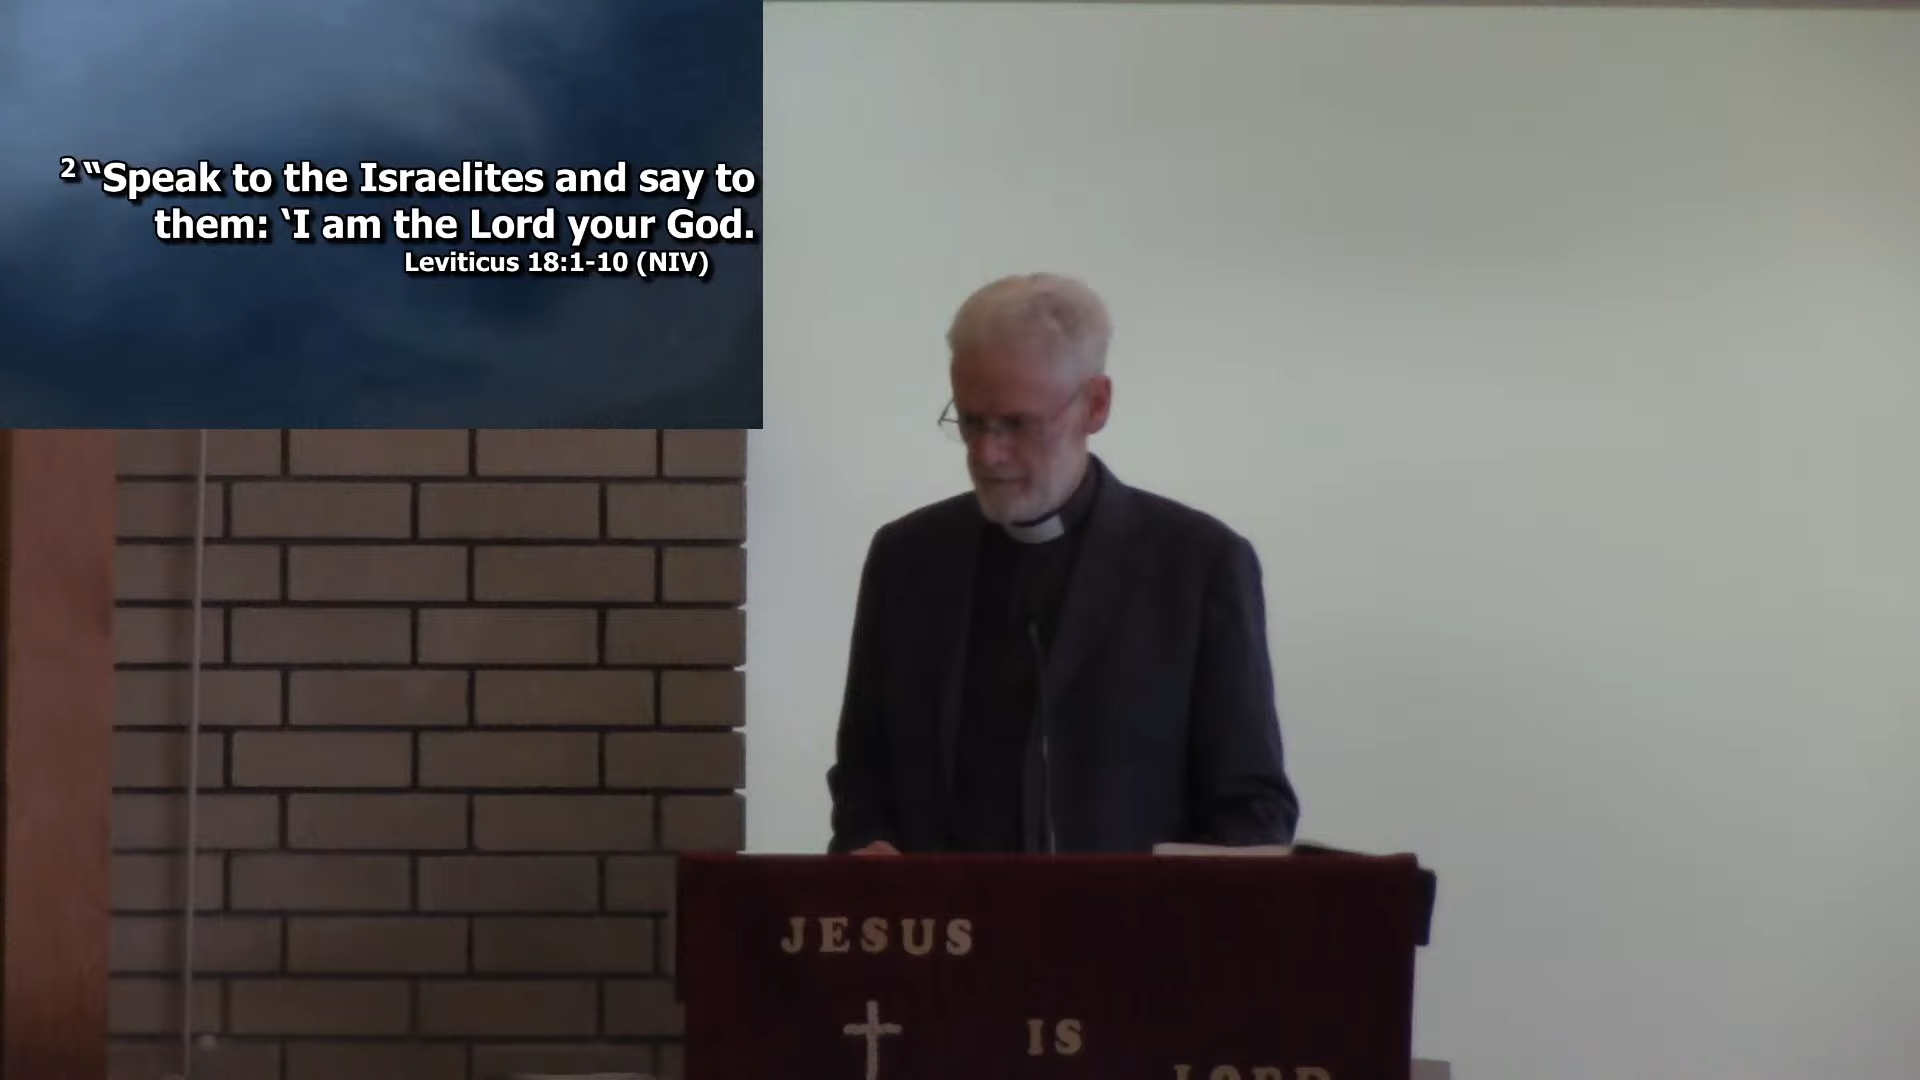 2 “Speak to the Israelites and say to
them: ‘I am the Lord your God.
Leviticus 18:1-10 (NIV)
JESUS
IS
LORD